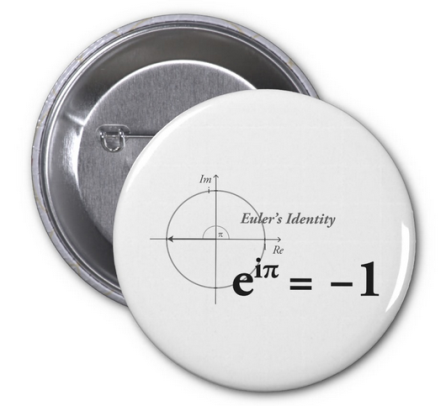 Im
i
Euler's Identity
π
Re
e^{iπ} = −1